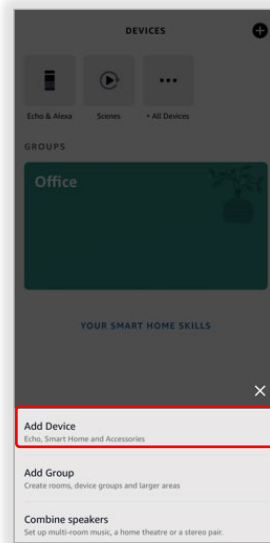 DEVICES
Echo & Alexa
Scenes
+ All Devices
GROUPS
Office
YOUR SMART HOME SKILLS
Add Device
Echo, Smart Home and Accessories
Add Group
Create rooms, device groups and larger areas
Combine speakers
Set up multi-room music, a home theatre or a stereo pair.